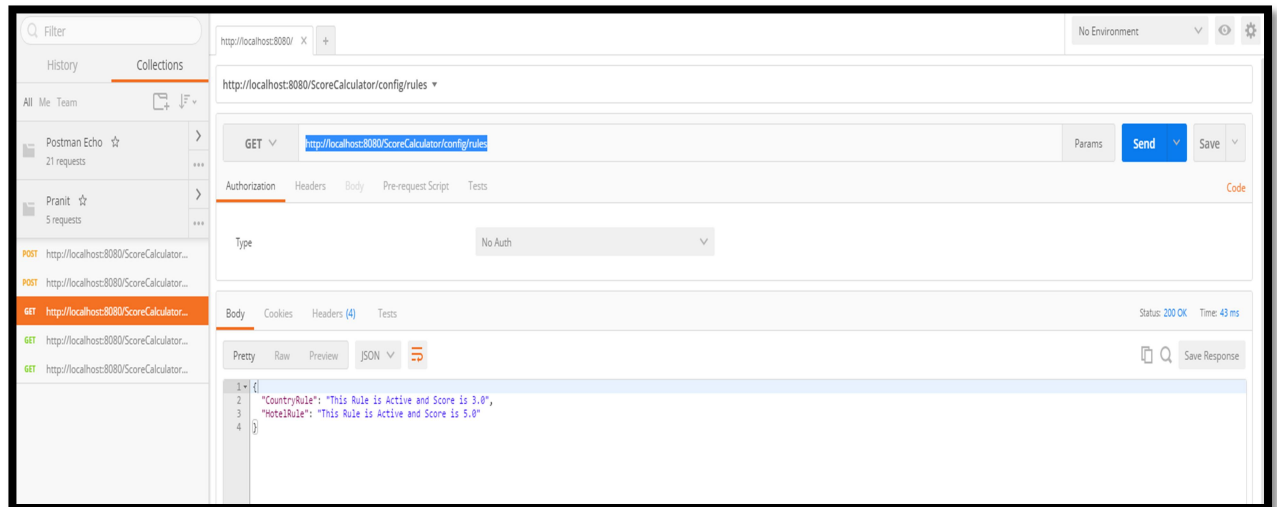 Filter
History Collections
All Me Team
Postman Echo
21 requests
Pranit
5 requests
POST http://localhost:8080/ScoreCalculator...
POST http://localhost:8080/ScoreCalculator...
GET http://localhost:8080/ScoreCalculator...
GET http://localhost:8080/ScoreCalculator...
GET http://localhost:8080/ScoreCalculator...
http://localhost:8080/ X +
No Environment
http://localhost:8080/ScoreCalculator/config/rules
GET http://localhost:8080/ScoreCalculator/config/rules Params Send Save
Authorization Headers Body Pre-request Script Tests Code
Type No Auth
Body Cookies Headers (4) Tests Status: 200 OK Time: 43 ms
Pretty Raw Preview JSON Save Response
1 {
2 "CountryRule": "This Rule is Active and Score is 3.0",
3 "HotelRule": "This Rule is Active and Score is 5.0"
4 }